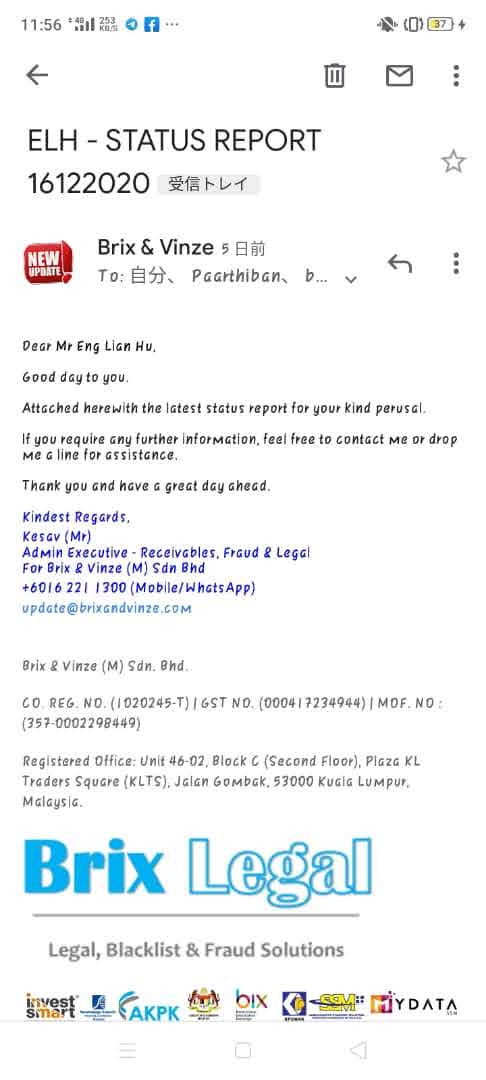 11:56 4G 253 KB/S 37
ELH - STATUS REPORT
16122020 受信トレイ
NEW UPDATE
Brix & Vinze 5 日前
To: 自分、 Paarthiban、 b...
Dear Mr Eng Lian Hu,
Good day to you.
Attached herewith the latest status report for your kind perusal.
If you require any further information, feel free to contact me or drop
me a line for assistance.
Thank you and have a great day ahead.
Kindest Regards,
Kesav (Mr)
Admin Executive - Receivables, Fraud & Legal
For Brix & Vinze (M) Sdn Bhd
+6016 221 1300 (Mobile/WhatsApp)
update@brixandvinze.com
Brix & Vinze (M) Sdn. Bhd.
CO. REG. NO. (1020245-T) | GST NO. (000417234944) | MOF. NO :
(357-0002298449)
Registered Office: Unit 46-02, Block C (Second Floor), Plaza KL
Traders Square (KLTS), Jalan Gombak, 53000 Kuala Lumpur,
Malaysia.
Brix Legal
Legal, Blacklist & Fraud Solutions
invest smart AKPK bix SSM MYDATA SSM